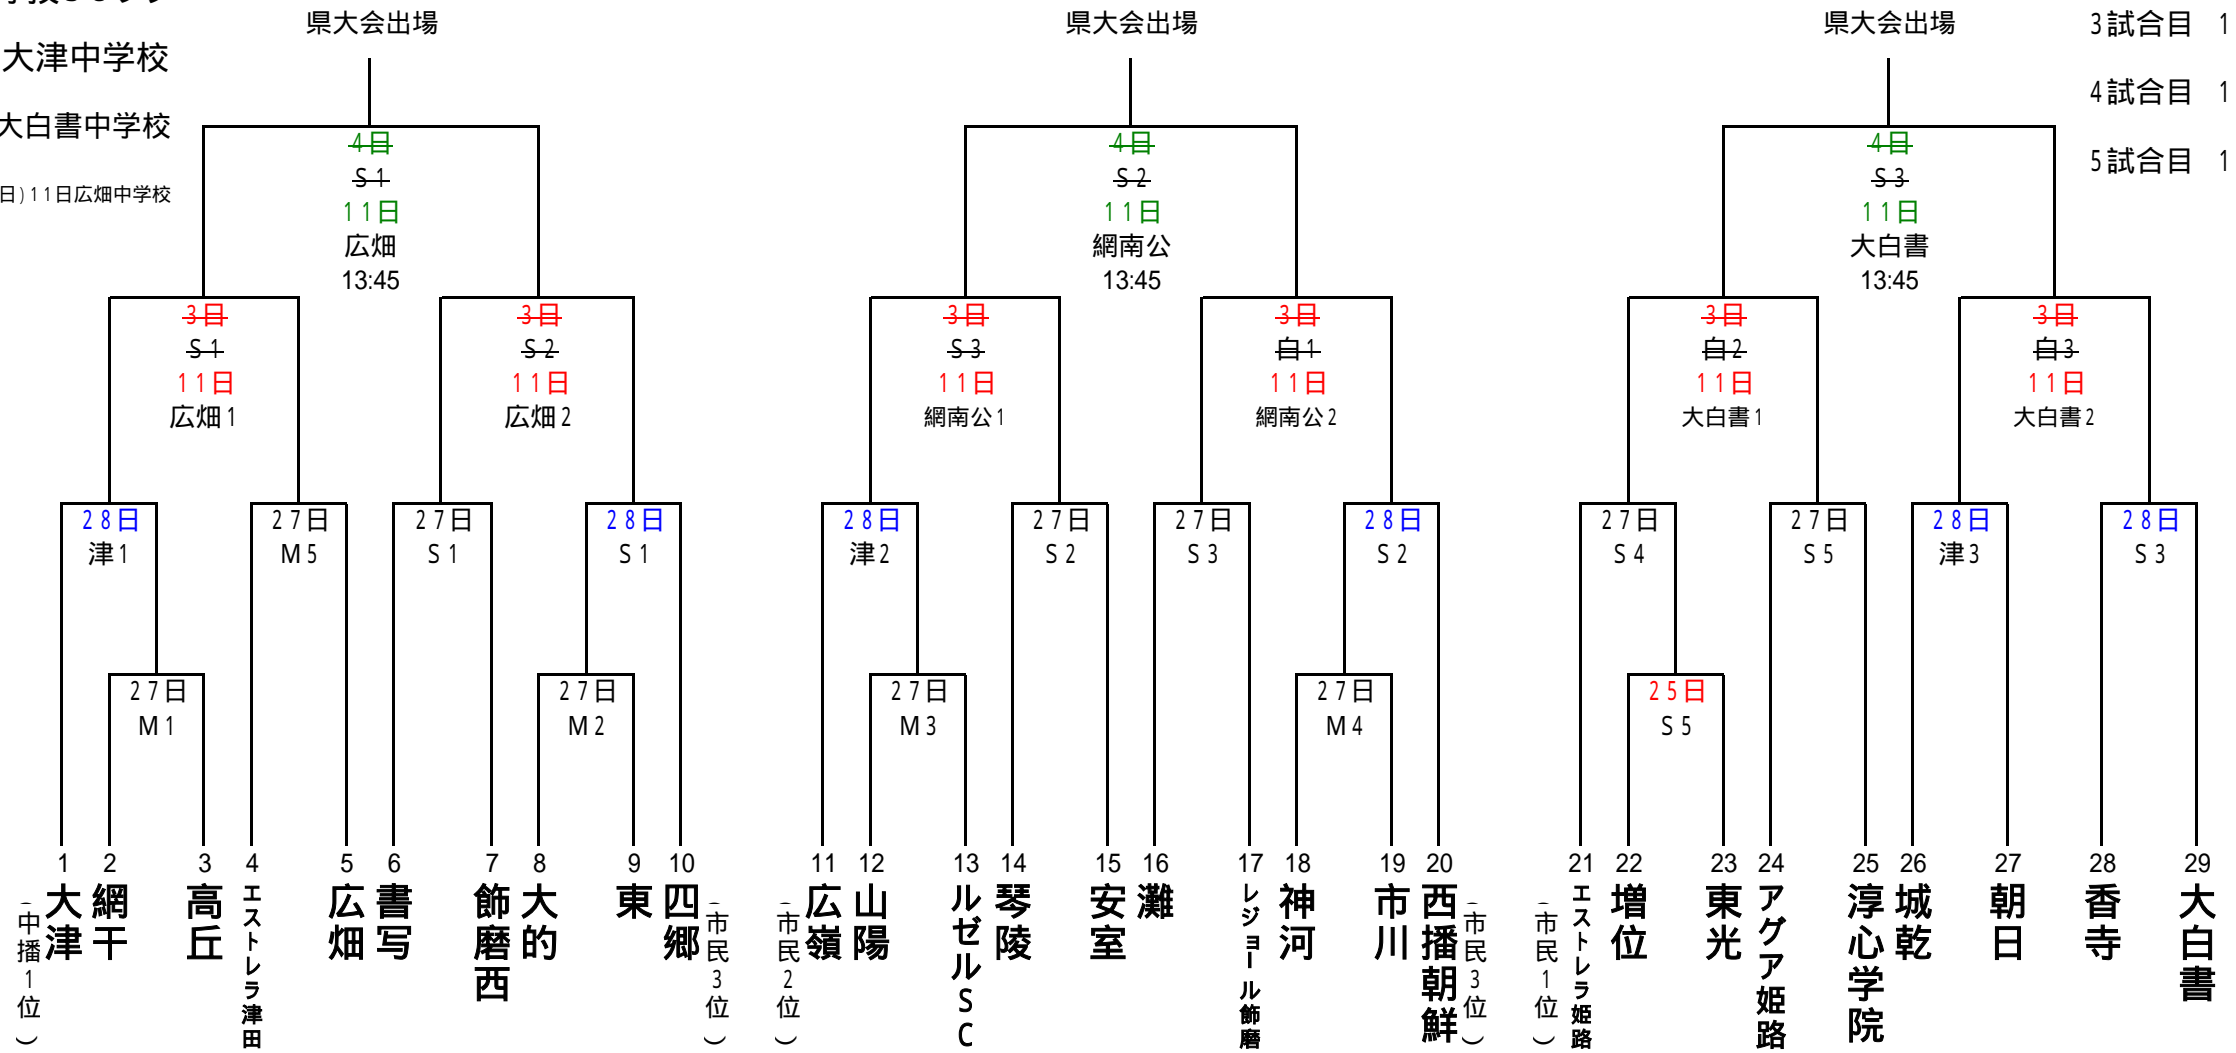 県大会出場
県大会出場
県大会出場
3試合目 1
大津中学校
4試合目 1
大白書中学校
5試合目 1
日)11日広畑中学校
4日
S1
11日
広畑
13:45
4日
S2
11日
網南公
13:45
4日
S3
11日
大白書
13:45
3日
S1
11日
広畑1
3日
S2
11日
広畑2
3日
S3
11日
網南公1
3日
白1
11日
網南公2
3日
白2
11日
大白書1
3日
白3
11日
大白書2
28日
津1
27日
M5
27日
S1
28日
S1
28日
津2
27日
S2
27日
S3
28日
S2
27日
S4
27日
S5
28日
津3
28日
S3
27日
M1
27日
M2
27日
M3
27日
M4
25日
S5
1
大津
(中播1位)
2
網干
3
高丘
4
エストレラ津田
5
広畑
6
書写
7
飾磨西
8
大的
9
東
10
四郷
(市民3位)
11
広嶺
(市民2位)
12
山陽
13
ルゼルSC
14
琴陵
15
安室
16
灘
17
レジョール飾磨
18
神河
19
市川
20
西播朝鮮
(市民3位)
21
エストレラ姫路
(市民1位)
22
増位
23
東光
24
アグア姫路
25
淳心学院
26
城乾
27
朝日
28
香寺
29
大白書